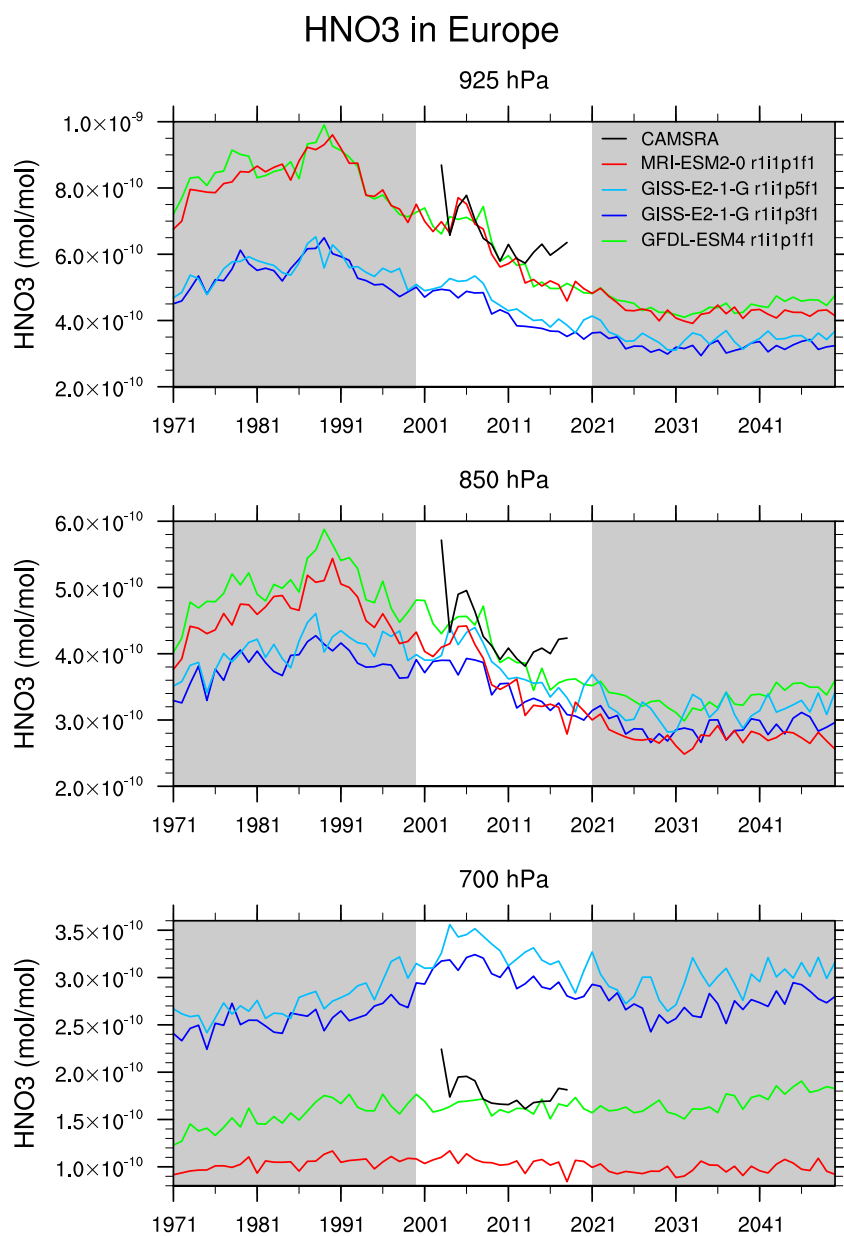 HNO3 in Europe
925 hPa
HNO3 (mol/mol)
1.0×10⁻⁹
8.0×10⁻¹⁰
6.0×10⁻¹⁰
4.0×10⁻¹⁰
2.0×10⁻¹⁰
CAMSRA
MRI-ESM2-0 r1i1p1f1
GISS-E2-1-G r1i1p5f1
GISS-E2-1-G r1i1p3f1
GFDL-ESM4 r1i1p1f1
1971 1981 1991 2001 2011 2021 2031 2041
850 hPa
HNO3 (mol/mol)
6.0×10⁻¹⁰
5.0×10⁻¹⁰
4.0×10⁻¹⁰
3.0×10⁻¹⁰
2.0×10⁻¹⁰
1971 1981 1991 2001 2011 2021 2031 2041
700 hPa
HNO3 (mol/mol)
3.5×10⁻¹⁰
3.0×10⁻¹⁰
2.5×10⁻¹⁰
2.0×10⁻¹⁰
1.5×10⁻¹⁰
1.0×10⁻¹⁰
1971 1981 1991 2001 2011 2021 2031 2041